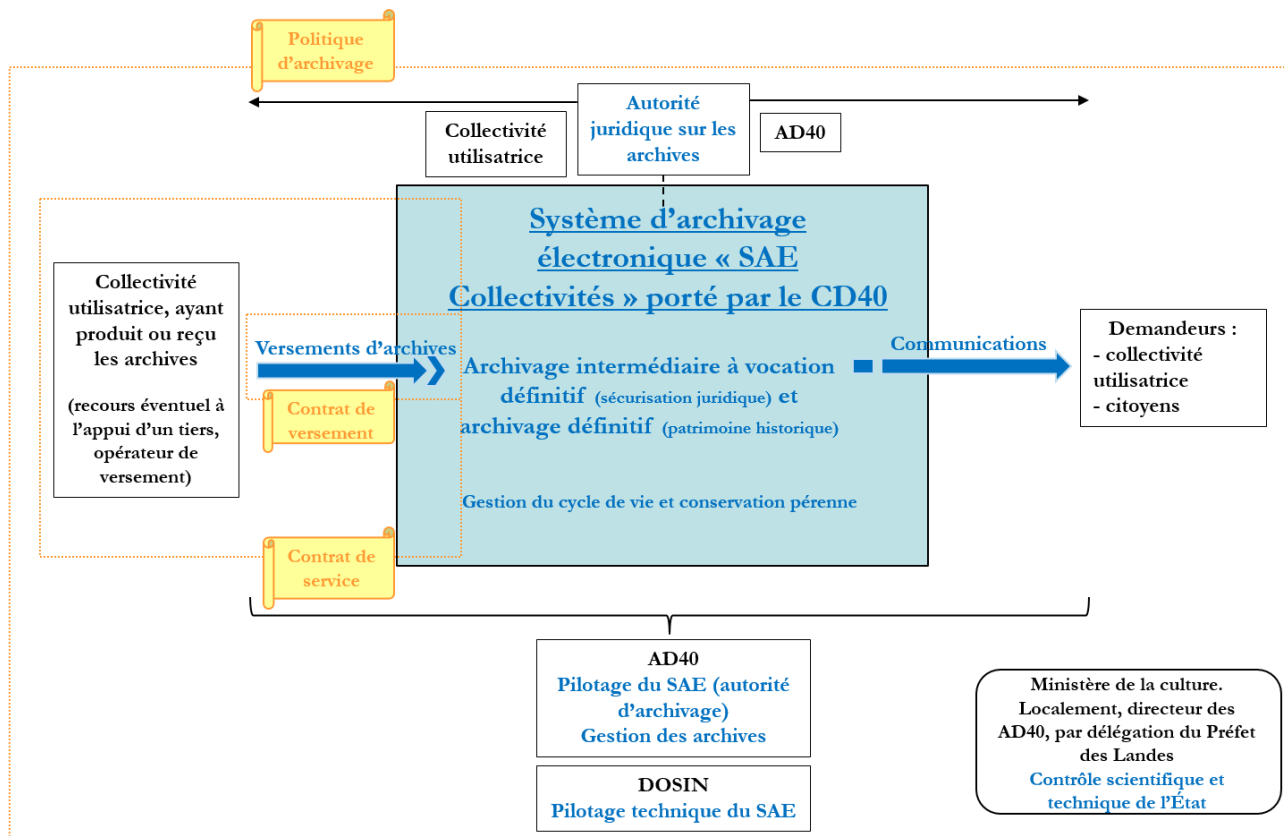 Politique
d’archivage
Autorité
juridique sur les
archives
Collectivité
utilisatrice
AD40
Système d’archivage
électronique « SAE
Collectivités » porté par le CD40
Collectivité
utilisatrice, ayant
produit ou reçu
les archives
(recours éventuel à
l’appui d’un tiers,
opérateur de
versement)
Versements d’archives
Contrat de
versement
Archivage intermédiaire à vocation
définitif (sécurisation juridique) et
archivage définitif (patrimoine historique)
Gestion du cycle de vie et conservation pérenne
Communications
Demandeurs :
- collectivité
utilisatrice
- citoyens
Contrat de
service
AD40
Pilotage du SAE (autorité
d’archivage)
Gestion des archives
DOSIN
Pilotage technique du SAE
Ministère de la culture.
Localement, directeur des
AD40, par délégation du Préfet
des Landes
Contrôle scientifique et
technique de l’État